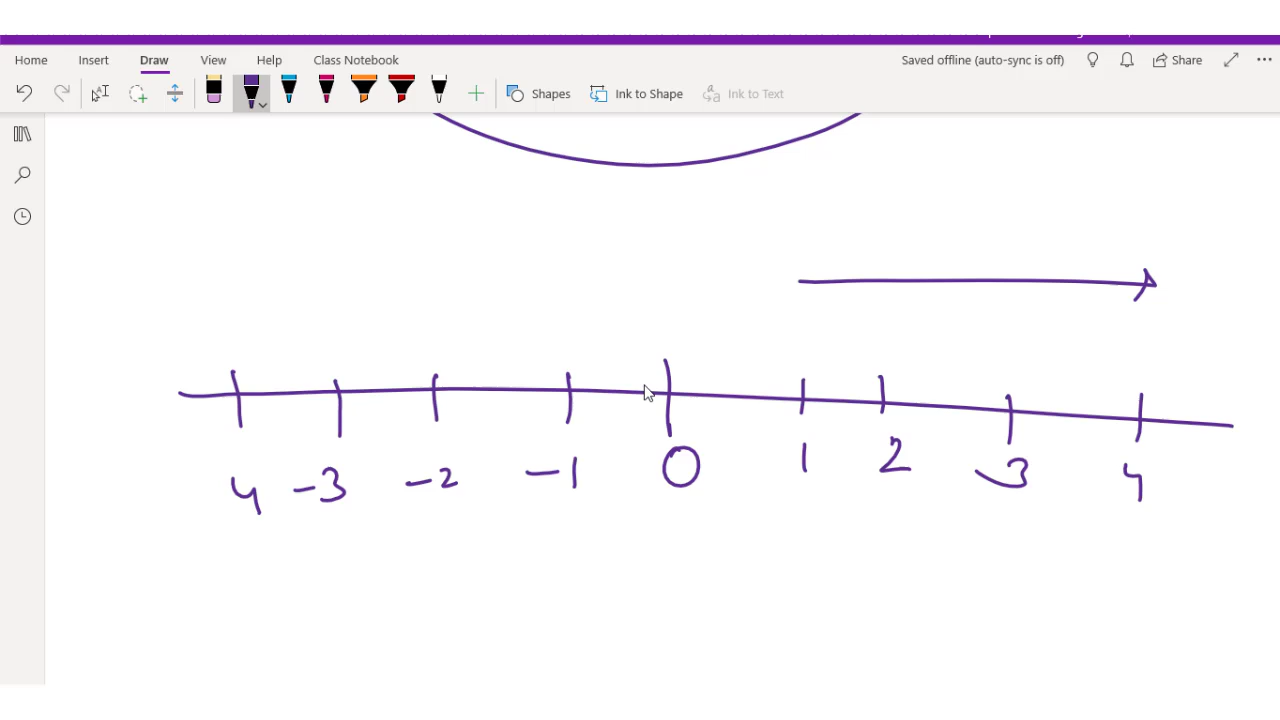 Home Insert Draw View Help Class Notebook Saved offline (auto-sync is off) Share
Shapes Ink to Shape Ink to Text
4 -3 -2 -1 0 1 2 3 4